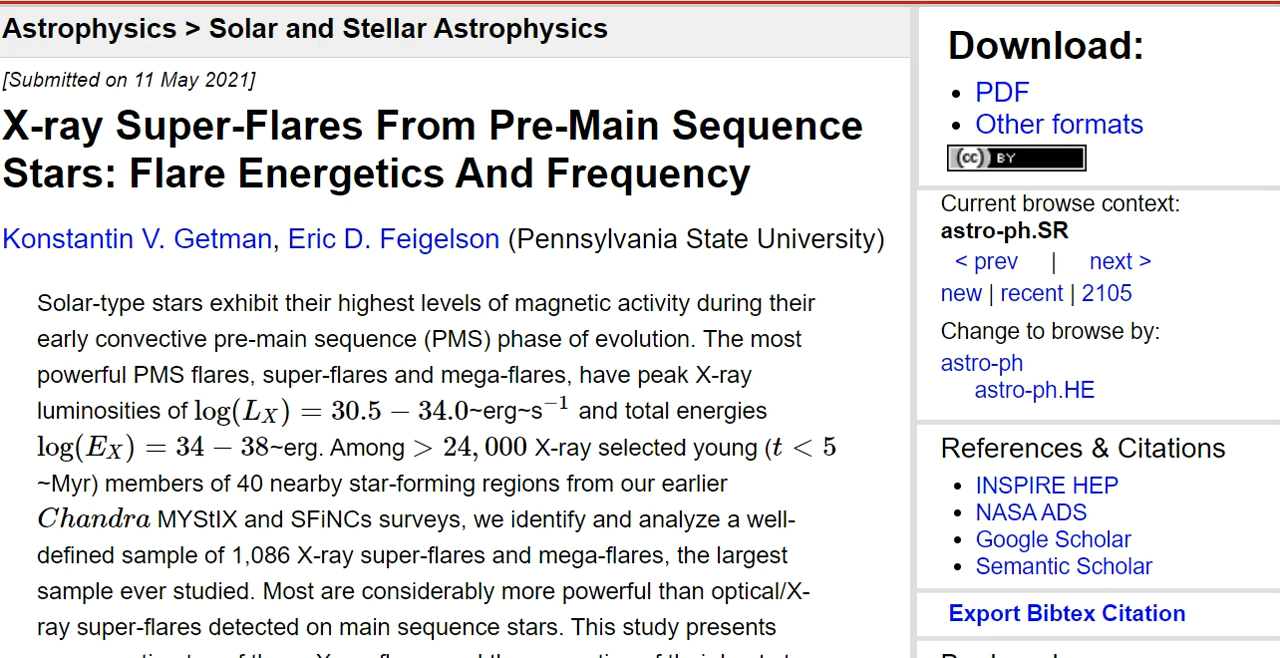 Astrophysics > Solar and Stellar Astrophysics
[Submitted on 11 May 2021]
X-ray Super-Flares From Pre-Main Sequence
Stars: Flare Energetics And Frequency
Konstantin V. Getman, Eric D. Feigelson (Pennsylvania State University)
Solar-type stars exhibit their highest levels of magnetic activity during their
early convective pre-main sequence (PMS) phase of evolution. The most
powerful PMS flares, super-flares and mega-flares, have peak X-ray
luminosities of log(L_X) = 30.5 − 34.0~erg~s^−1 and total energies
log(E_X) = 34 − 38~erg. Among > 24,000 X-ray selected young (t < 5
~Myr) members of 40 nearby star-forming regions from our earlier
Chandra MYStIX and SFiNCs surveys, we identify and analyze a well-
defined sample of 1,086 X-ray super-flares and mega-flares, the largest
sample ever studied. Most are considerably more powerful than optical/X-
ray super-flares detected on main sequence stars. This study presents
Download:
• PDF
• Other formats
(cc) BY
Current browse context:
astro-ph.SR
< prev | next >
new | recent | 2105
Change to browse by:
astro-ph
astro-ph.HE
References & Citations
• INSPIRE HEP
• NASA ADS
• Google Scholar
• Semantic Scholar
Export Bibtex Citation